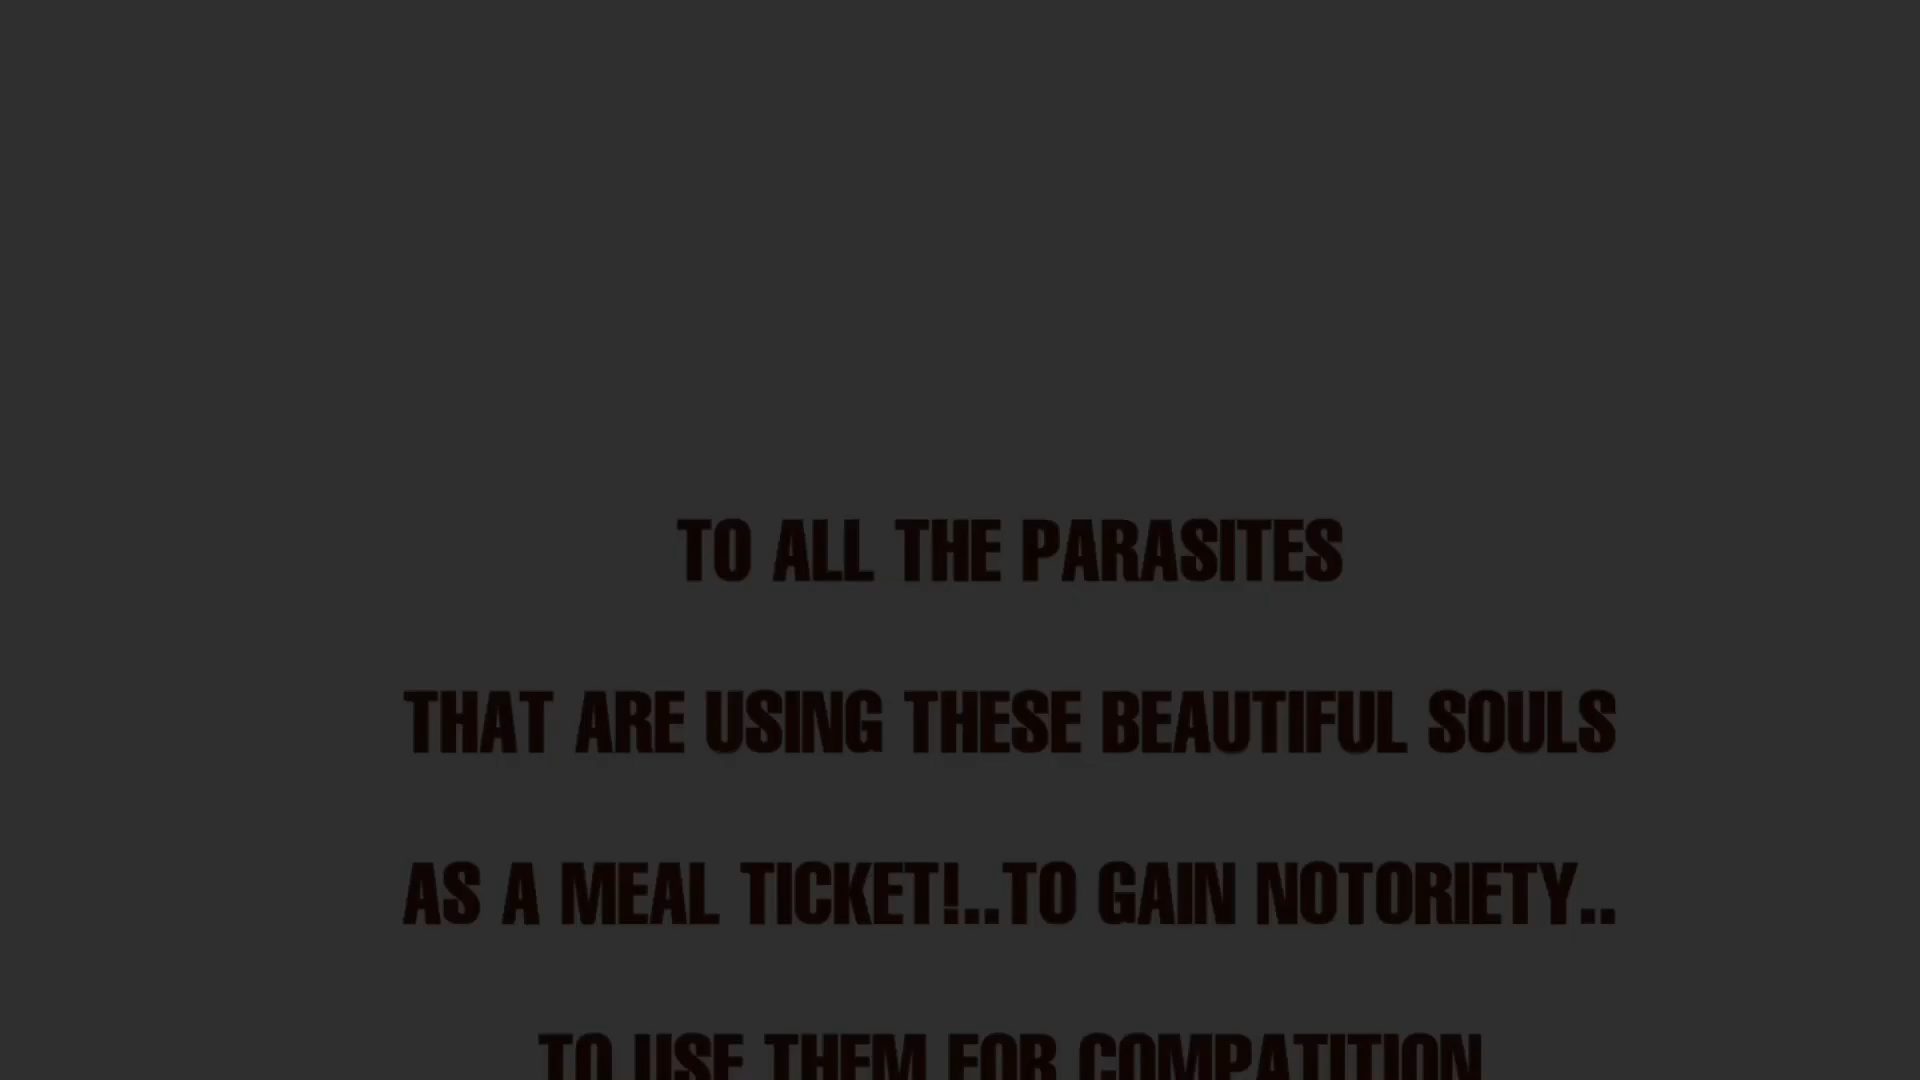 TO ALL THE PARASITES
THAT ARE USING THESE BEAUTIFUL SOULS
AS A MEAL TICKET!..TO GAIN NOTORIETY..
TO USE THEM FOR COMPATITION